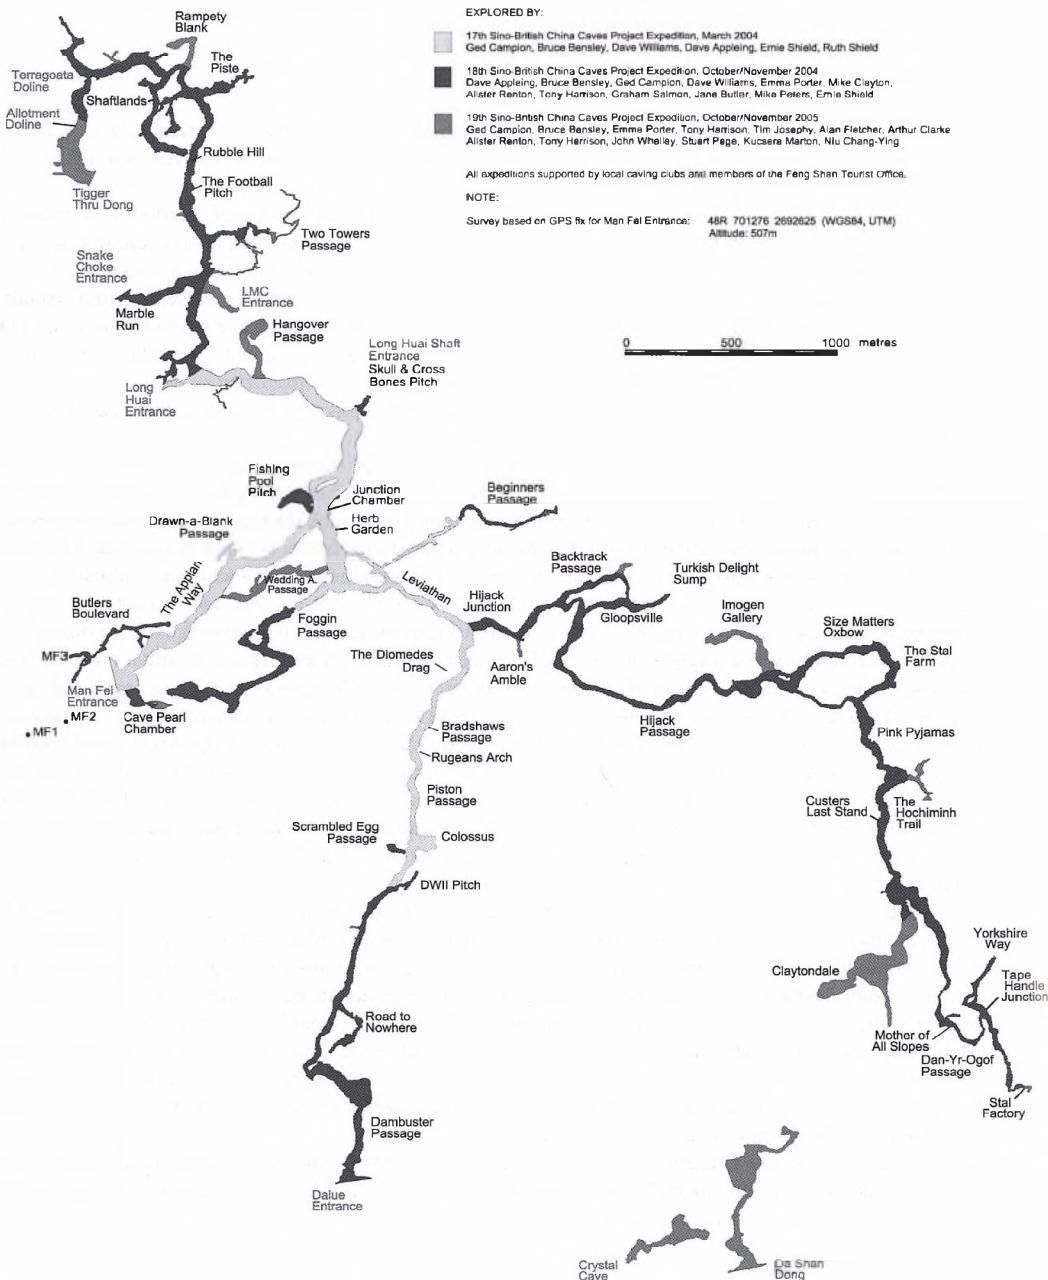 EXPLORED BY:
17th Sino-British China Caves Project Expedition, March 2004
Ged Campion, Bruce Bensley, Dave Williams, Dave Appleing, Ernie Shield, Ruth Shield
18th Sino-British China Caves Project Expedition, October/November 2004
Dave Appleing, Bruce Bensley, Ged Campion, Dave Williams, Emma Porter, Mike Clayton,
Alister Renton, Tony Harrison, Graham Salmon, Jane Butler, Mike Peters, Ernie Shield
19th Sino-British China Caves Project Expedition, October/November 2005
Ged Campion, Bruce Bensley, Emma Porter, Tony Harrison, Tim Josephy, Alan Fletcher, Arthur Clarke
Alister Renton, Tony Harrison, John Whalley, Stuart Page, Kucsera Marton, Niu Chang-Ying
All expeditions supported by local caving clubs and members of the Feng Shan Tourist Office.
NOTE:
Survey based on GPS fix for Man Fei Entrance: 48R 701276 2692625 (WGS84, UTM)
Altitude: 507m
0 500 1000 metres
Rampety
Blank
The
Piste
Terragoata
Doline
Shaftlands
Allotment
Doline
Rubble Hill
Tigger
Thru Dong
The Football
Pitch
Two Towers
Passage
Snake
Choke
Entrance
LMC
Entrance
Marble
Run
Hangover
Passage
Long Huai Shaft
Entrance
Skull & Cross
Bones Pitch
Long
Huai
Entrance
Fishing
Pool
Pitch
Junction
Chamber
Herb
Garden
Beginners
Passage
Drawn-a-Blank
Passage
The Appian
Way
Wedding A.
Passage
Leviathan
Backtrack
Passage
Turkish Delight
Sump
Hijack
Junction
Gloopsville
Imogen
Gallery
Size Matters
Oxbow
Butlers
Boulevard
Foggin
Passage
The Stal
Farm
MF3
The Diomedes
Drag
Aaron's
Amble
Man Fei
Entrance
MF2
MF1
Cave Pearl
Chamber
Hijack
Passage
Bradshaws
Passage
Rugeans Arch
Pink Pyjamas
Piston
Passage
Custers
Last Stand
The
Hochiminh
Trail
Scrambled Egg
Passage
Colossus
DWII Pitch
Claytondale
Yorkshire
Way
Tape
Handle
Junction
Road to
Nowhere
Mother of
All Slopes
Dan-Yr-Ogof
Passage
Stal
Factory
Dambuster
Passage
Dalue
Entrance
Crystal
Cave
Da Shan
Dong